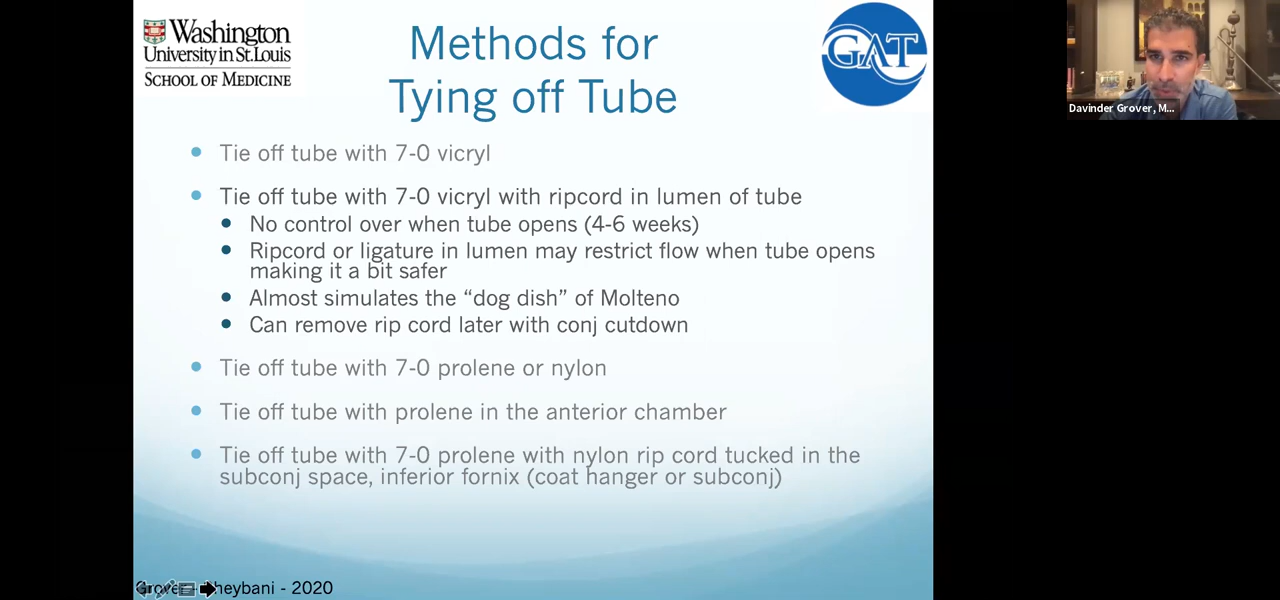 Washington
University in St. Louis
SCHOOL OF MEDICINE
Methods for
Tying off Tube
GAT
Davinder Grover, M...
Tie off tube with 7-0 vicryl
Tie off tube with 7-0 vicryl with ripcord in lumen of tube
No control over when tube opens (4-6 weeks)
Ripcord or ligature in lumen may restrict flow when tube opens
making it a bit safer
Almost simulates the “dog dish” of Molteno
Can remove rip cord later with conj cutdown
Tie off tube with 7-0 prolene or nylon
Tie off tube with prolene in the anterior chamber
Tie off tube with 7-0 prolene with nylon rip cord tucked in the
subconj space, inferior fornix (coat hanger or subconj)
- 2020